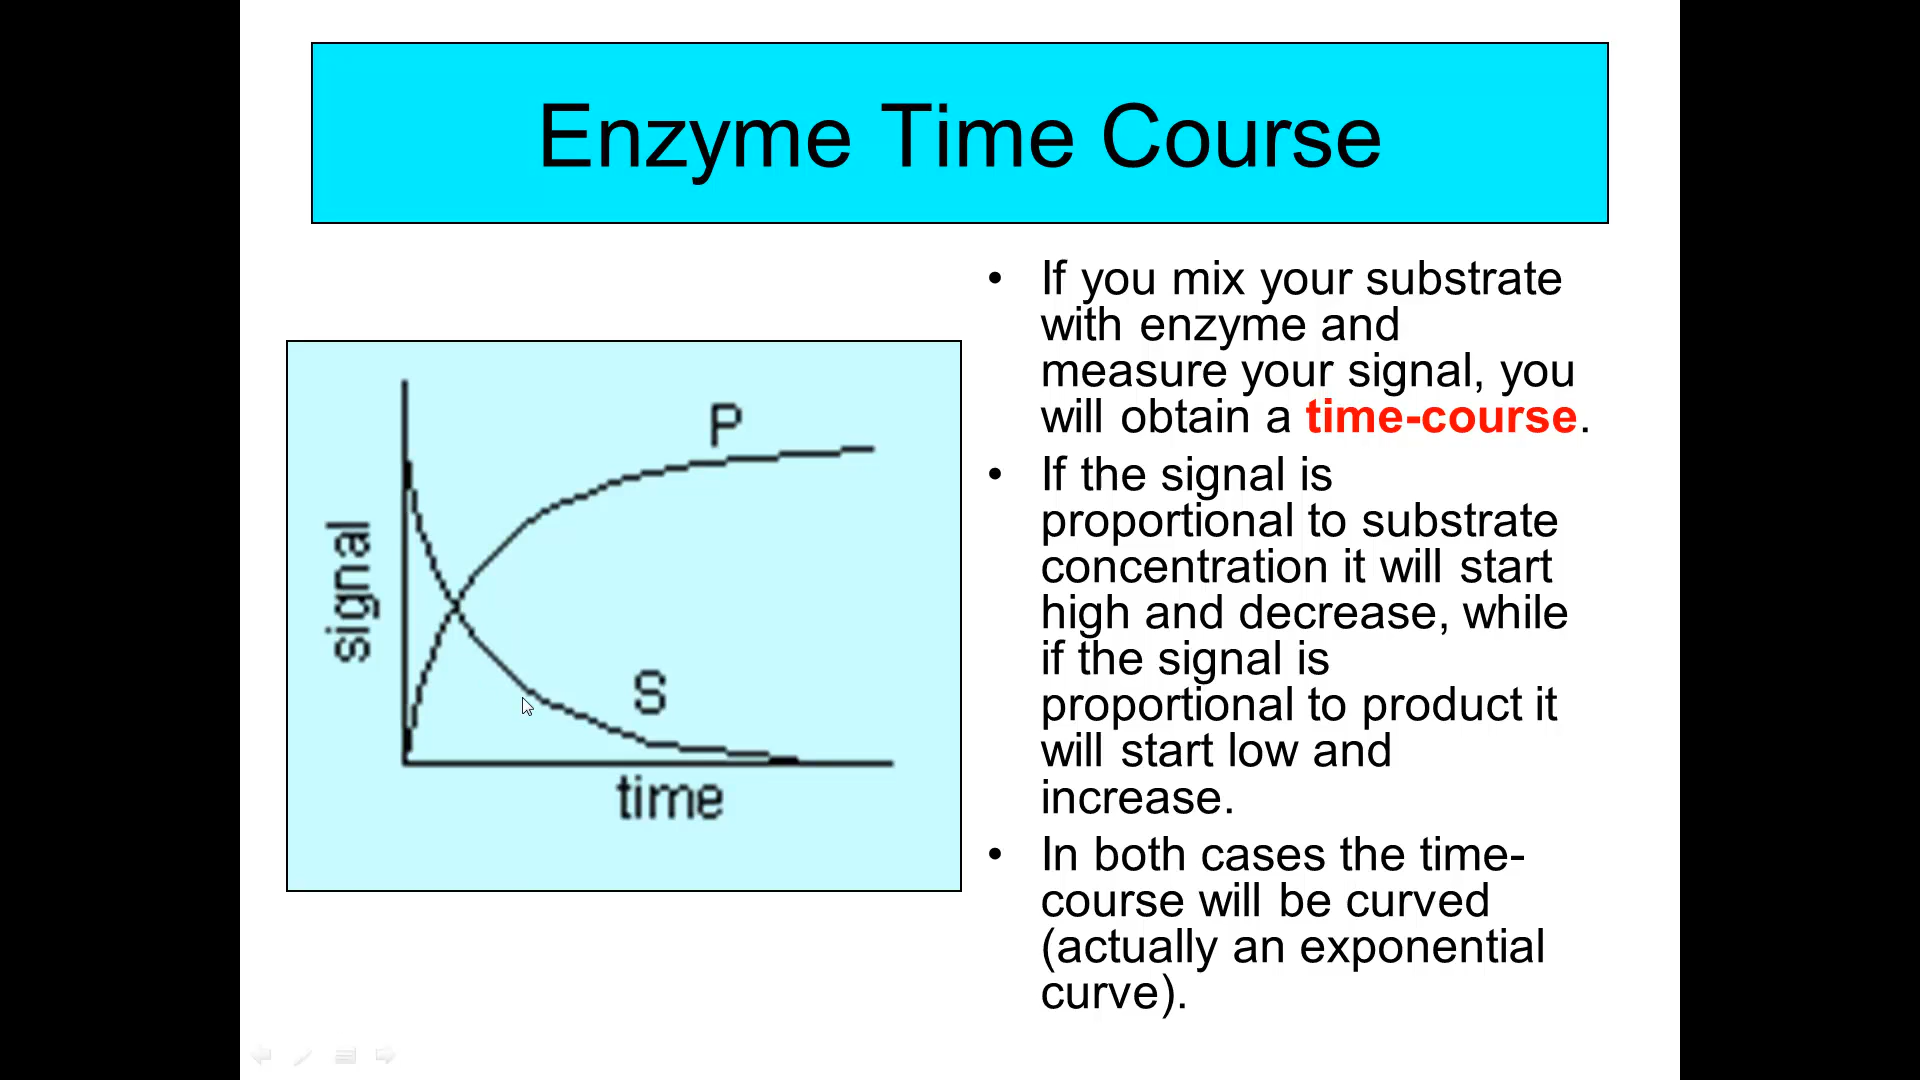 Enzyme Time Course
P
signal
S
time
• If you mix your substrate
with enzyme and
measure your signal, you
will obtain a time-course.
• If the signal is
proportional to substrate
concentration it will start
high and decrease, while
if the signal is
proportional to product it
will start low and
increase.
• In both cases the time-
course will be curved
(actually an exponential
curve).